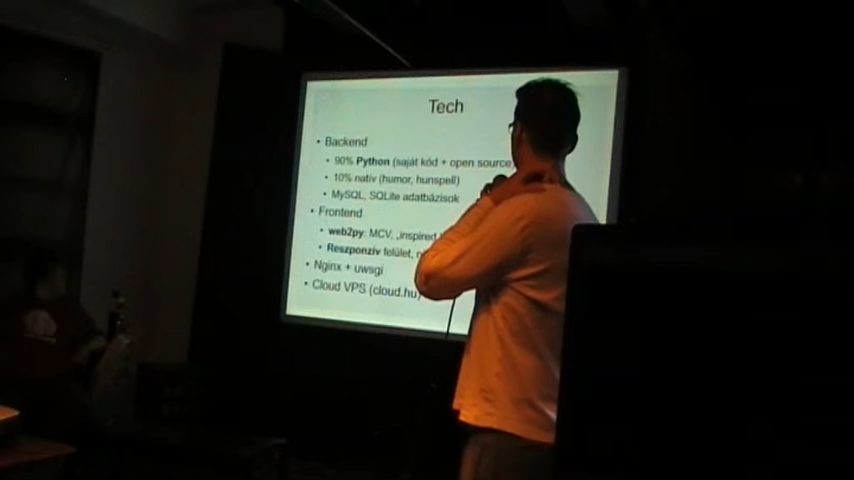 Tech
• Backend
• 90% Python (saját kód + open source
• 10% natív (humor, hunspell)
• MySQL, SQLite adatbázisok
• Frontend
• web2py: MCV, „inspired
• Reszponzív felület,
• Nginx + uwsgi
• Cloud VPS (cloud.hu)